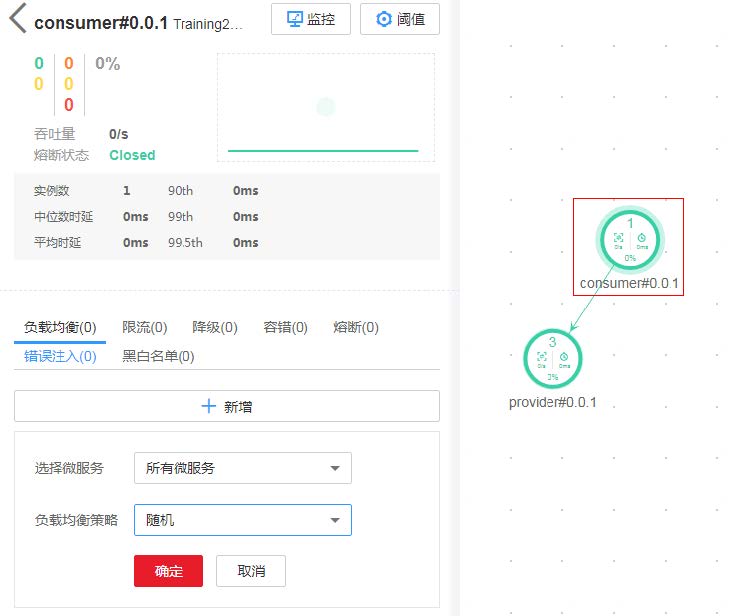 consumer#0.0.1 Training2... 监控 阈值
0 0 0%
0 0
0
吞吐量 0/s
熔断状态 Closed
实例数 1 90th 0ms
中位数时延 0ms 99th 0ms
平均时延 0ms 99.5th 0ms
负载均衡(0) 限流(0) 降级(0) 容错(0) 熔断(0)
错误注入(0) 黑白名单(0)
新增
选择微服务 所有微服务
负载均衡策略 随机
确定 取消
1
0/s 0ms
0%
consumer#0.0.1
3
0/s 0ms
0%
provider#0.0.1